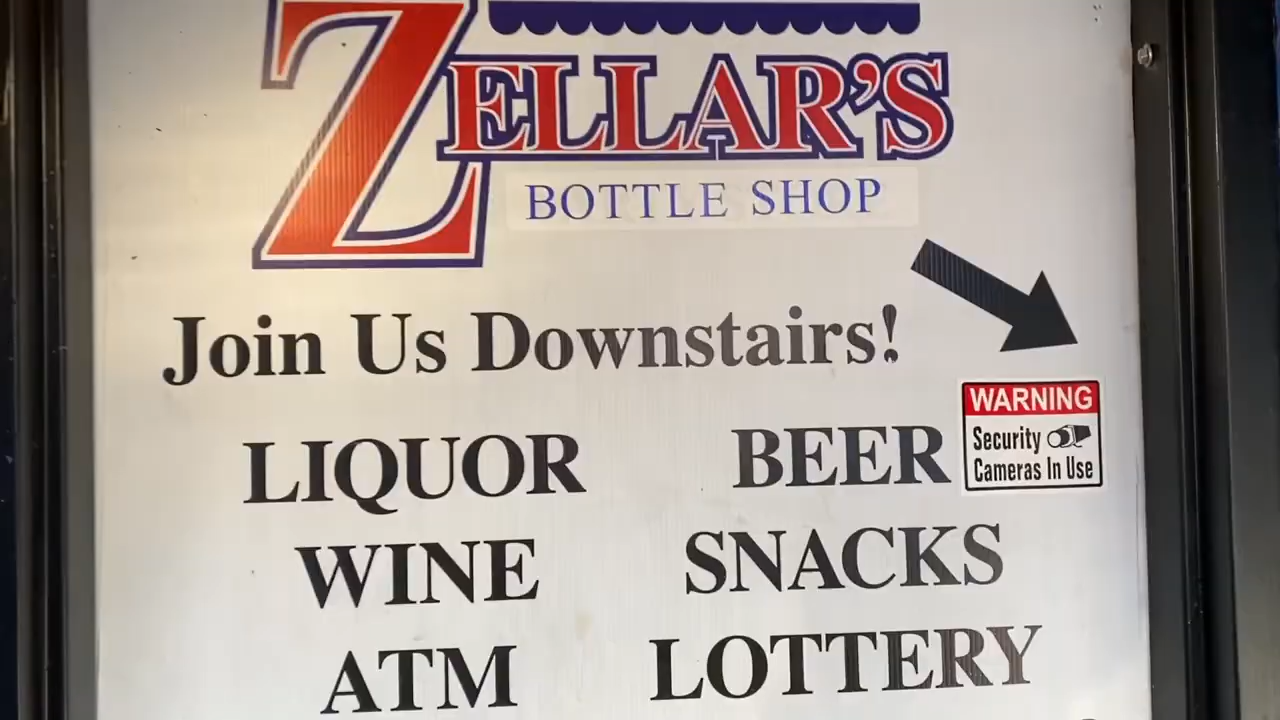 ZELLAR'S
BOTTLE SHOP
Join Us Downstairs!
WARNING
Security
Cameras In Use
LIQUOR BEER
WINE SNACKS
ATM LOTTERY